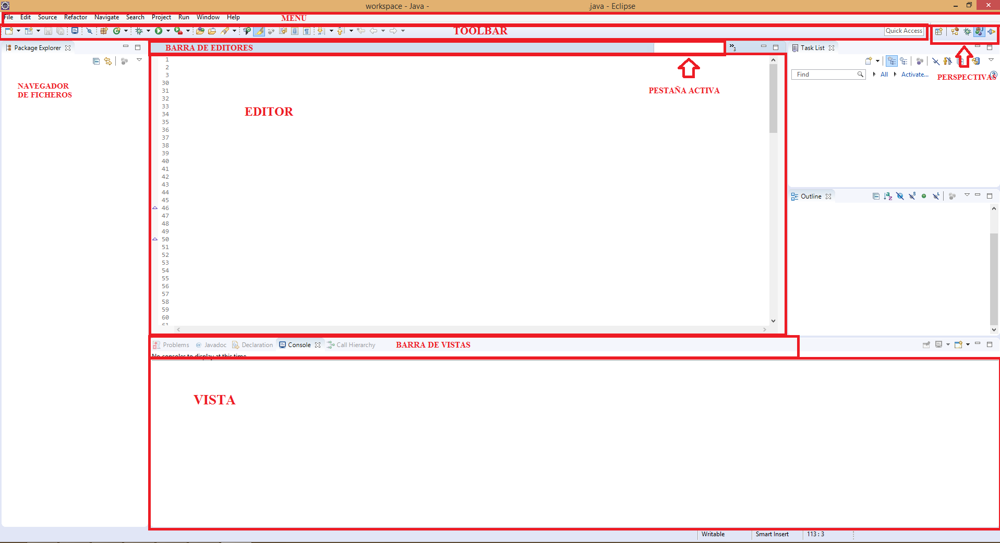 workspace - Java -
.java - Eclipse
File Edit Source Refactor Navigate Search Project Run Window Help
MENU
TOOLBAR
Quick Access
Package Explorer
BARRA DE EDITORES
»3
Task List
Find
All
Activate...
PERSPECTIVAS
NAVEGADOR
DE FICHEROS
PESTAÑA ACTIVA
EDITOR
1
2
3
30
31
32
33
34
35
36
37
38
39
40
41
42
43
44
45
46
47
48
49
50
51
52
53
54
55
56
57
58
59
60
61
Outline
Problems
@ Javadoc
Declaration
Console
Call Hierarchy
BARRA DE VISTAS
No consoles to display at this time.
VISTA
Writable
Smart Insert
113 : 3